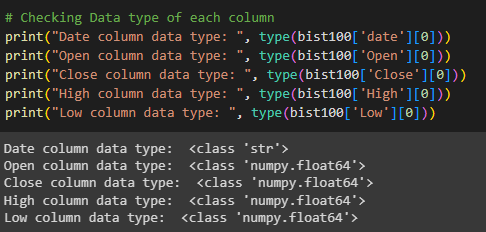 # Checking Data type of each column
print("Date column data type: ", type(bist100['date'][0]))
print("Open column data type: ", type(bist100['Open'][0]))
print("Close column data type: ", type(bist100['Close'][0]))
print("High column data type: ", type(bist100['High'][0]))
print("Low column data type: ", type(bist100['Low'][0]))
Date column data type:  <class 'str'>
Open column data type:  <class 'numpy.float64'>
Close column data type:  <class 'numpy.float64'>
High column data type:  <class 'numpy.float64'>
Low column data type:  <class 'numpy.float64'>